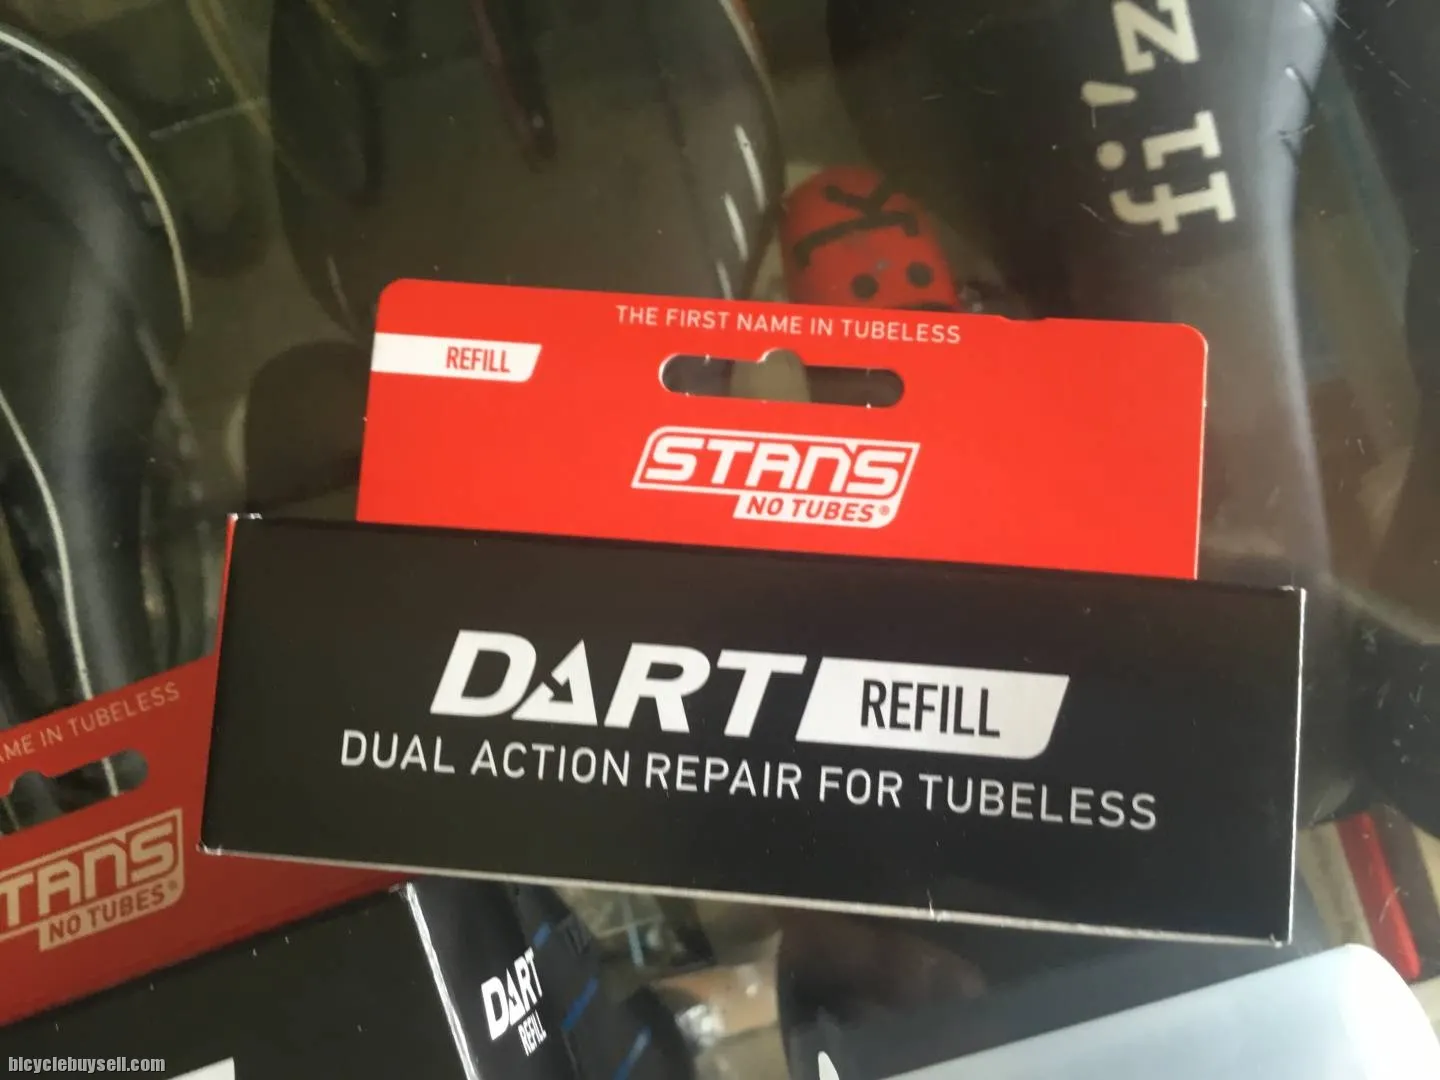 fi'z
THE FIRST NAME IN TUBELESS
REFILL
STANS
NO TUBES®
DART REFILL
DUAL ACTION REPAIR FOR TUBELESS
AME IN TUBELESS
TANS
NO TUBES®
DART
REFILL
bicyclebuysell.com